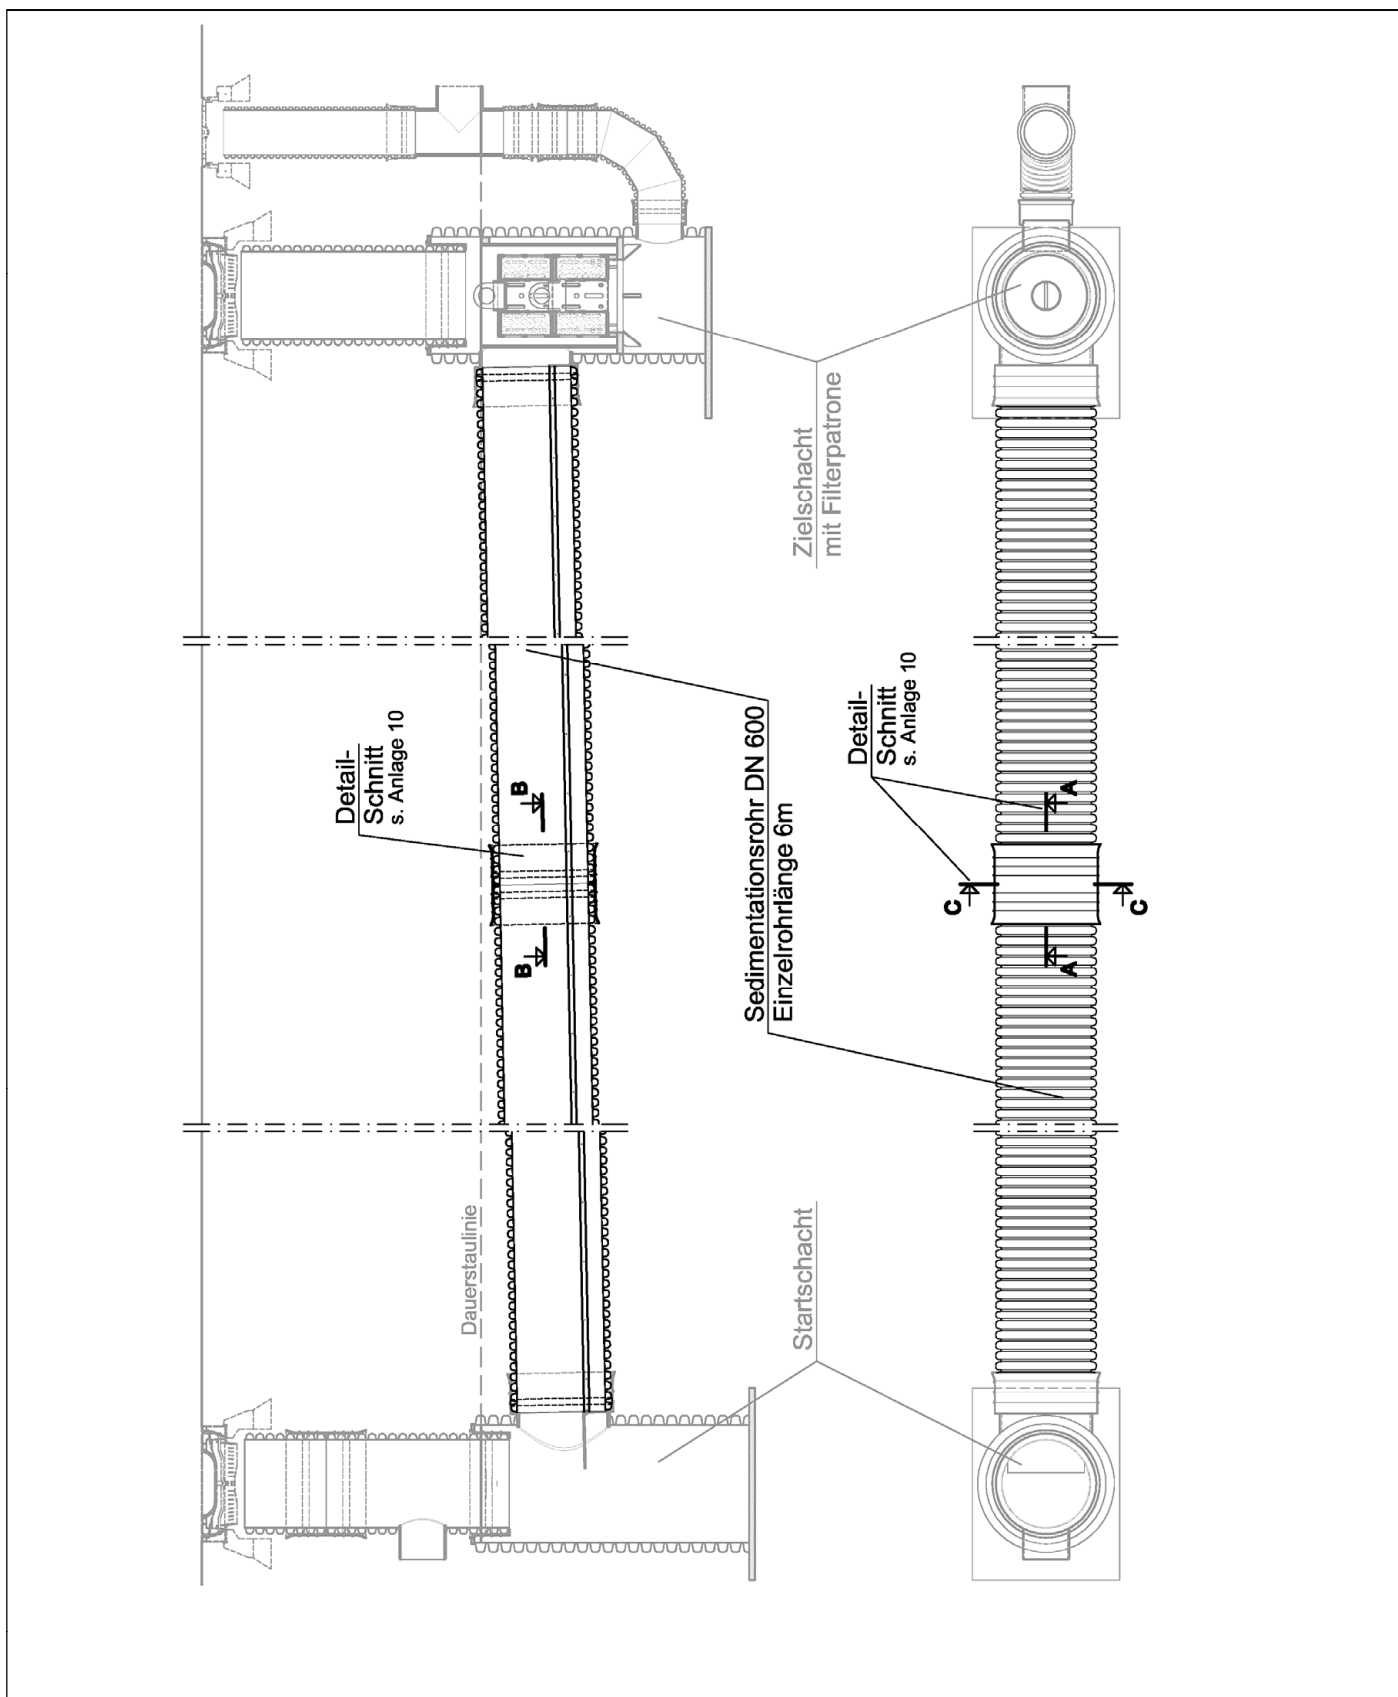 Dauerstaulinie
Detail-
Schnitt
s. Anlage 10
B
B
Startschacht
Sedimentationsrohr DN 600
Einzelrohrlänge 6m
Zielschacht
mit Filterpatrone
Detail-
Schnitt
s. Anlage 10
C
C
A
A